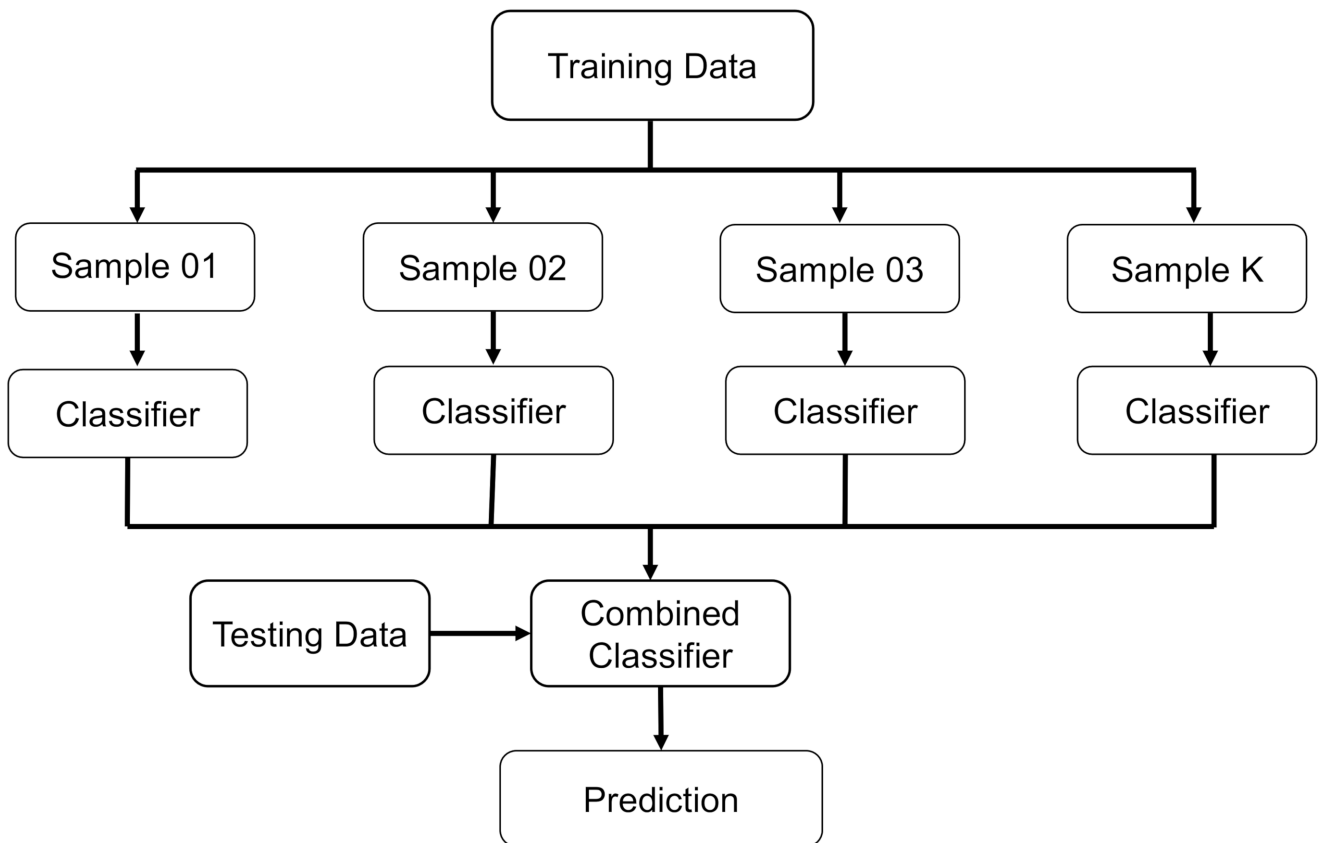 Training Data
Sample 01
Sample 02
Sample 03
Sample K
Classifier
Classifier
Classifier
Classifier
Testing Data
Combined
Classifier
Prediction